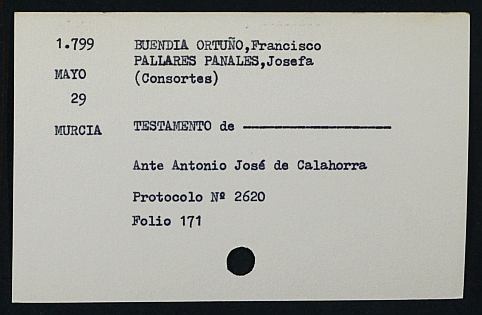 1.799
MAYO
29
MURCIA
BUENDIA ORTUÑO,Francisco
PALLARES PANALES,Josefa
(Consortes)
TESTAMENTO de ————————————
Ante Antonio José de Calahorra
Protocolo Nº 2620
Folio 171